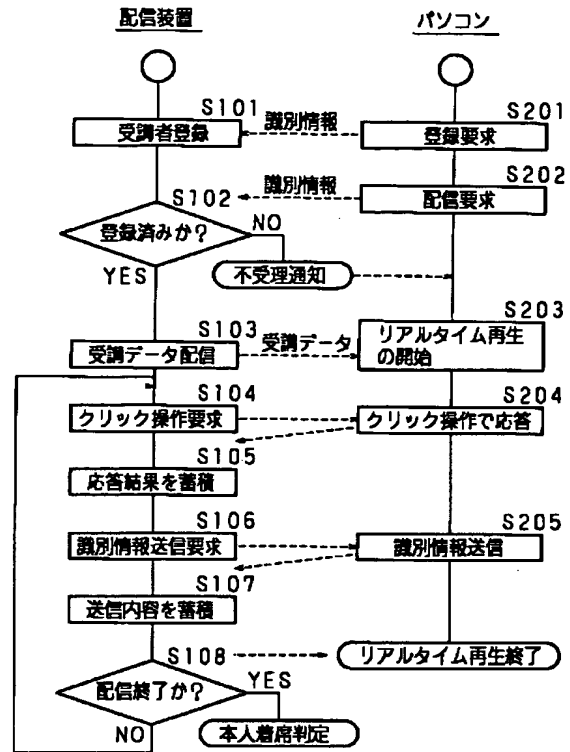 配信装置
パソコン
S101
識別情報
S201
受講者登録
登録要求
S202
S102
識別情報
配信要求
登録済みか?
NO
YES
不受理通知
S203
S103
受講データ
リアルタイム再生
の開始
受講データ配信
S104
S204
クリック操作要求
クリック操作で応答
S105
応答結果を蓄積
S106
S205
識別情報送信要求
識別情報送信
S107
送信内容を蓄積
S108
リアルタイム再生終了
配信終了か?
YES
NO
本人着席判定